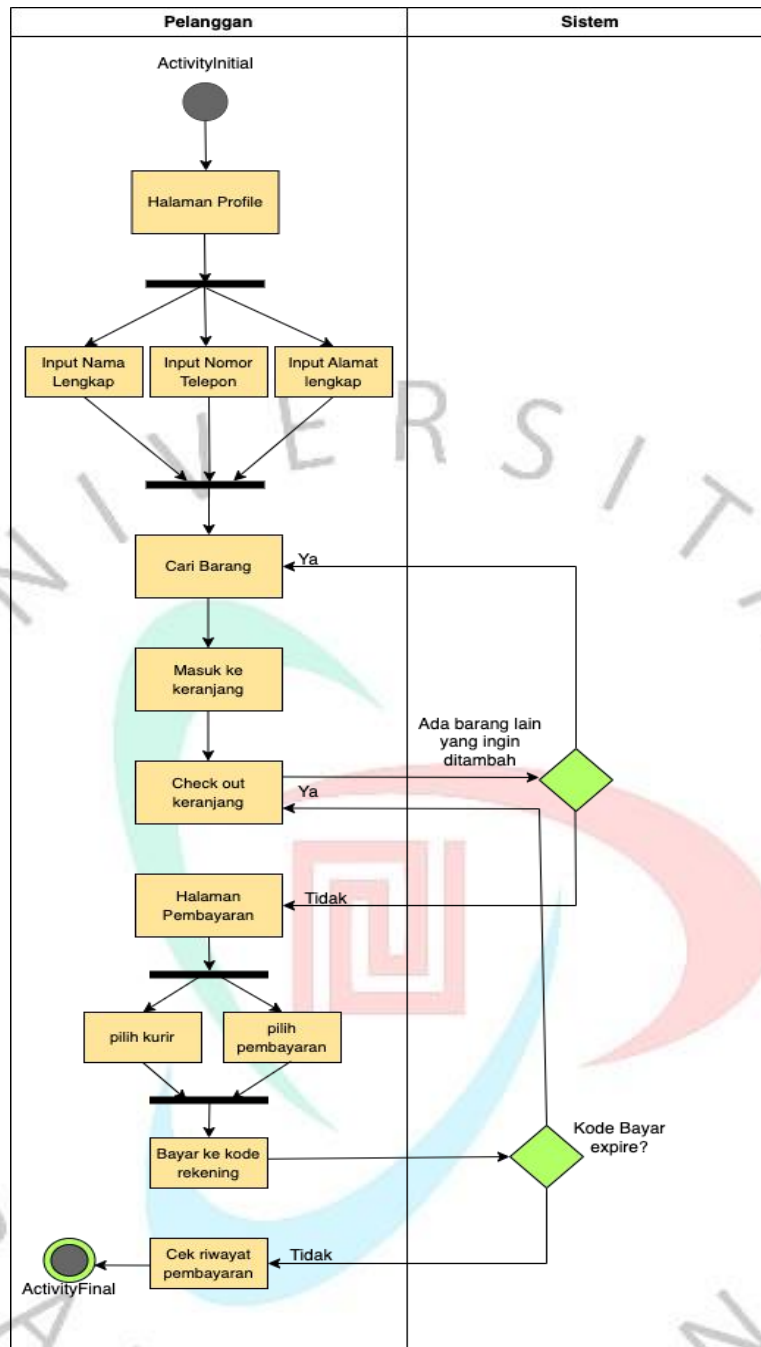 Pelanggan
Sistem
ActivityInitial
Halaman Profile
Input Nama
Lengkap
Input Nomor
Telepon
Input Alamat
lengkap
Cari Barang
Ya
Masuk ke
keranjang
Ada barang lain
yang ingin
ditambah
Check out
keranjang
Ya
Halaman
Pembayaran
Tidak
pilih kurir
pilih
pembayaran
Bayar ke kode
rekening
Kode Bayar
expire?
Cek riwayat
pembayaran
Tidak
ActivityFinal
NIVERSITA